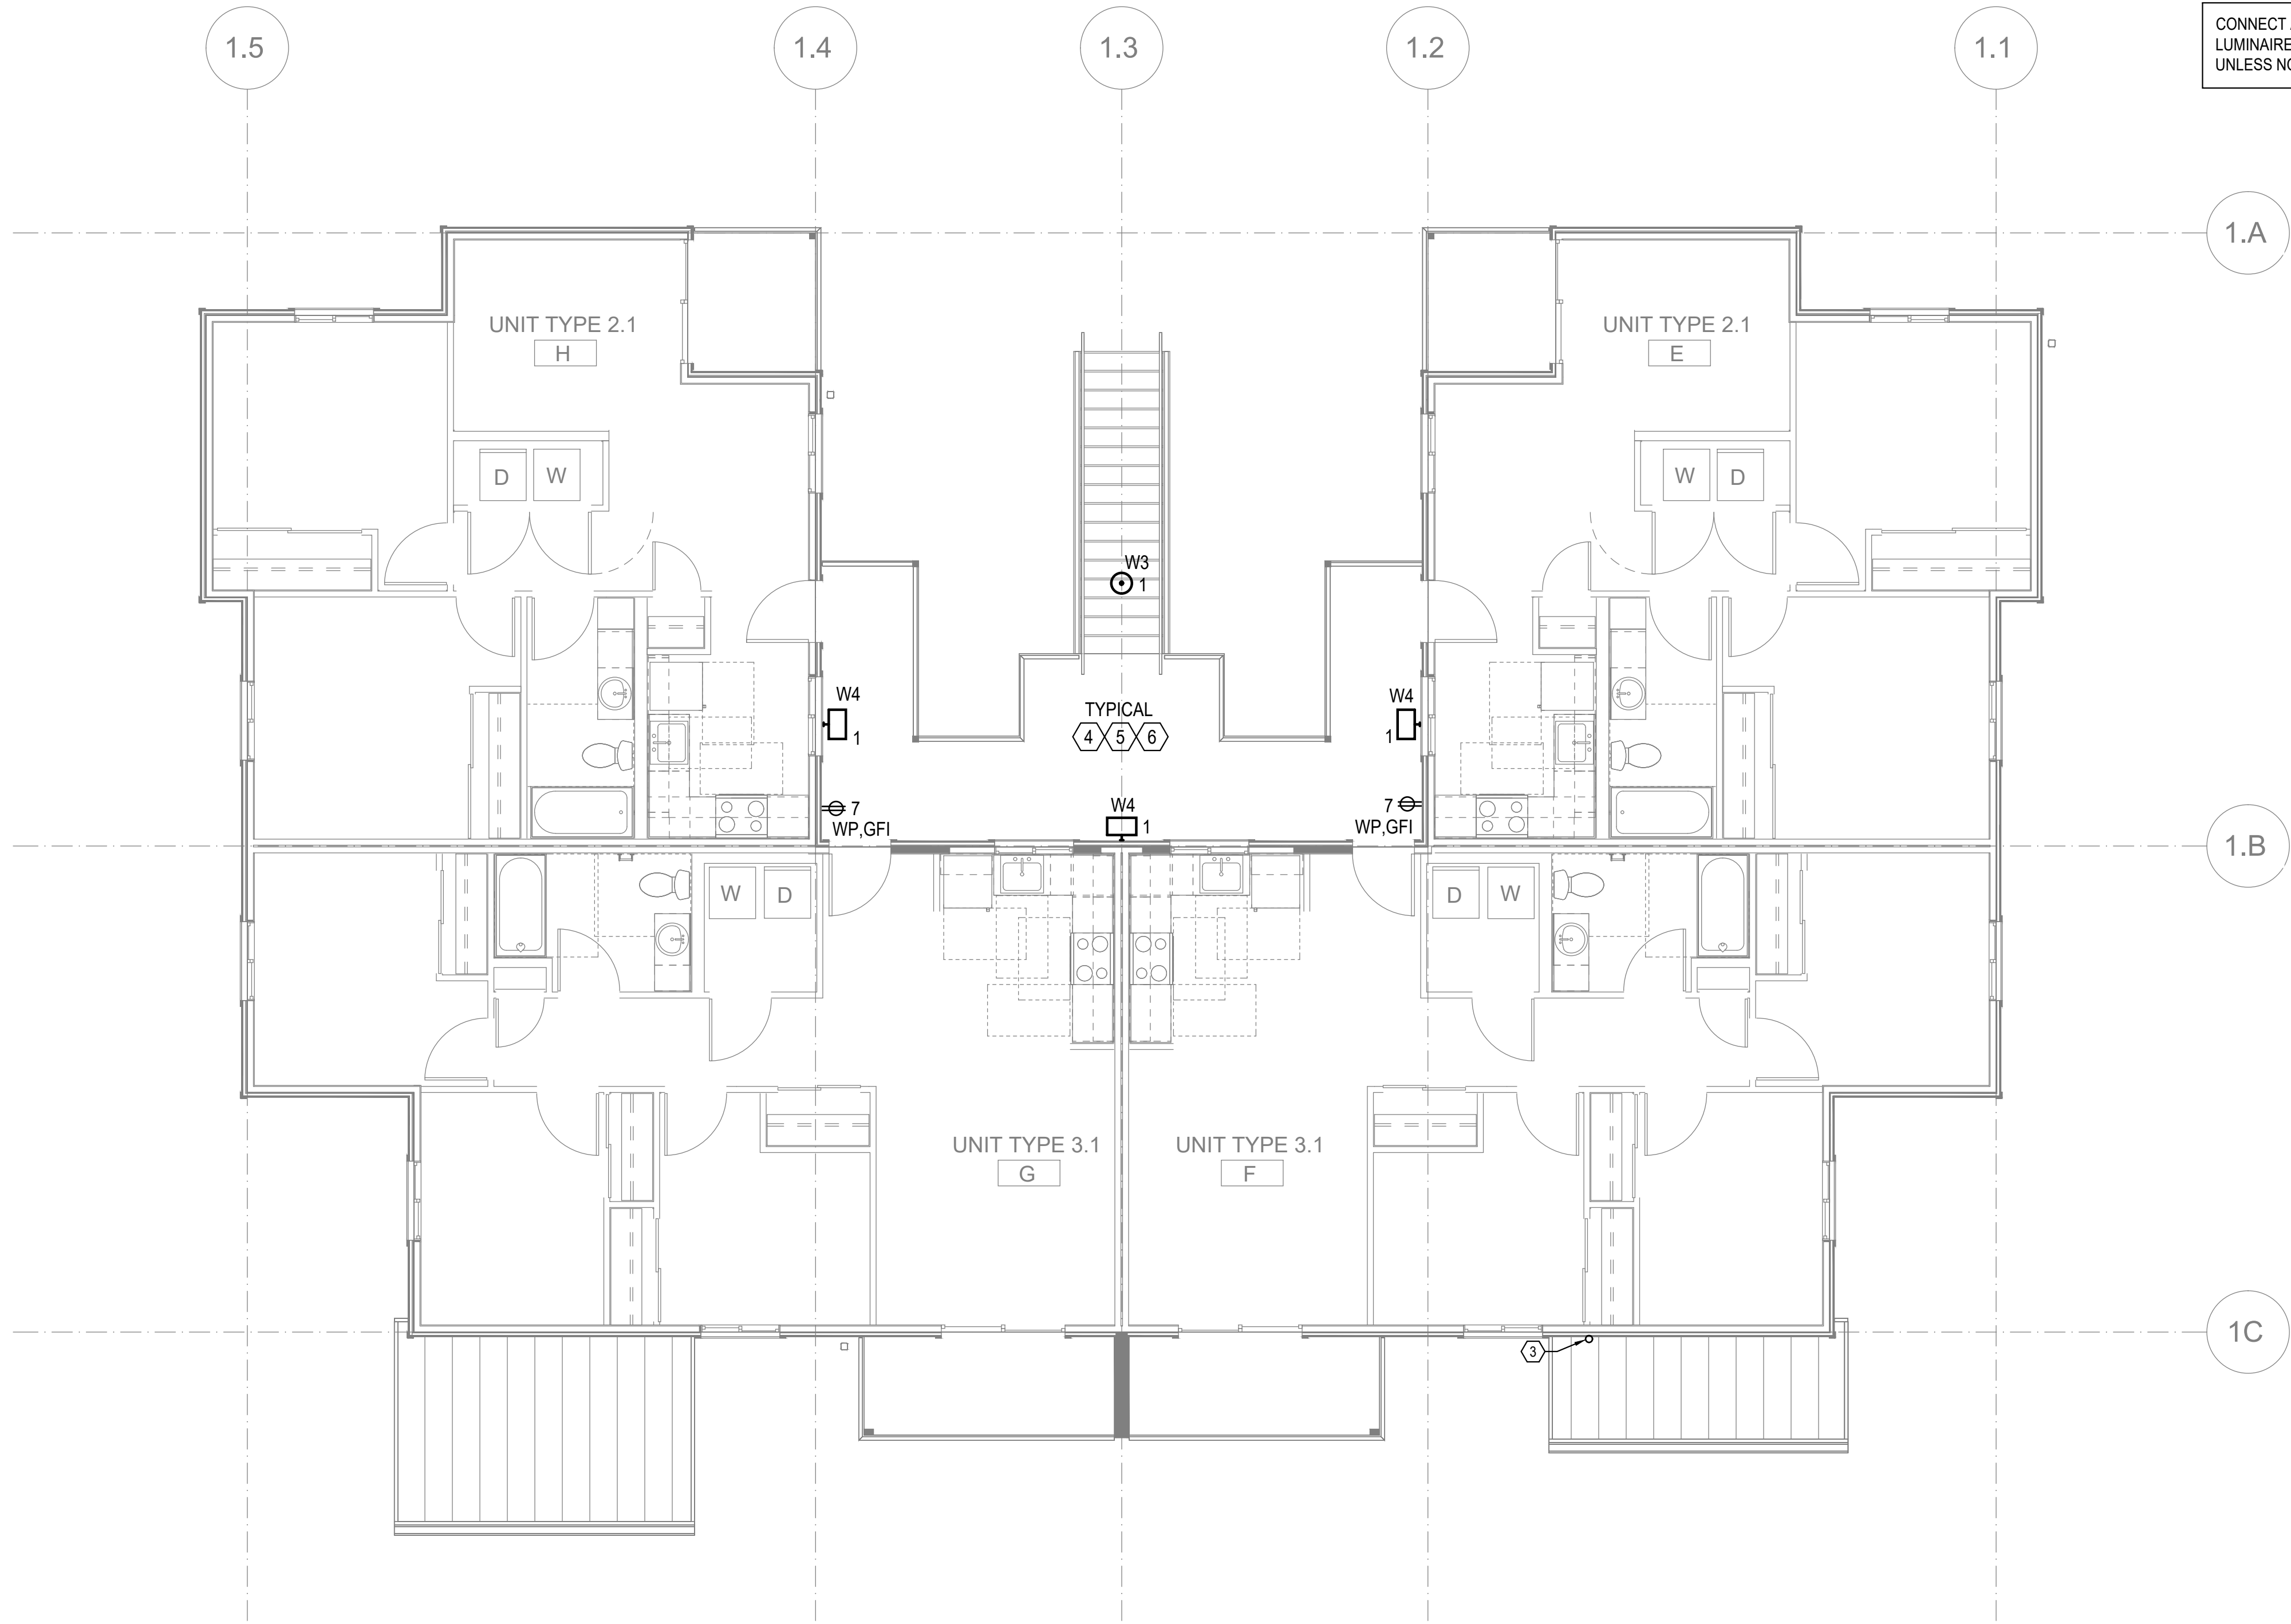 1.5
1.4
1.3
1.2
1.1
CONNECT
LUMINAIRE
UNLESS
1.A
UNIT TYPE 2.1
H
UNIT TYPE 2.1
E
D W
W D
W3
1
W4
1
TYPICAL
4 5 6
W4
1
7
WP,GFI
W4
1
7
WP,GFI
1.B
W D
D W
UNIT TYPE 3.1
G
UNIT TYPE 3.1
F
3
1C